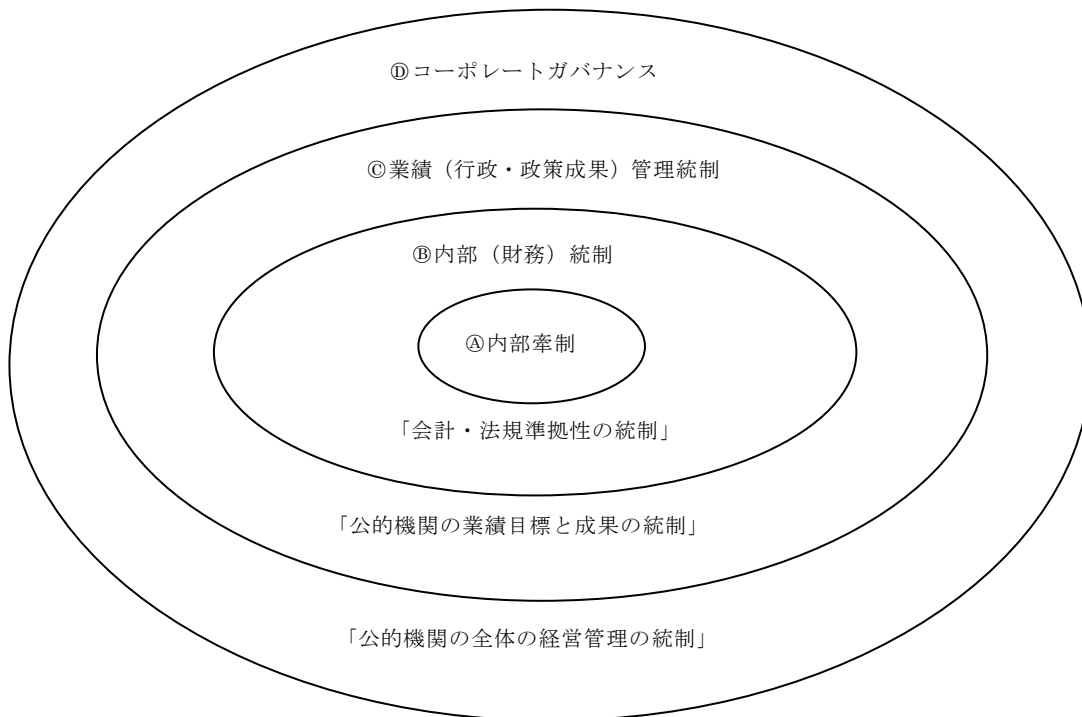 Ⓓコーポレートガバナンス
Ⓒ業績（行政・政策成果）管理統制
Ⓑ内部（財務）統制
Ⓐ内部牽制
「会計・法規準拠性の統制」
「公的機関の業績目標と成果の統制」
「公的機関の全体の経営管理の統制」